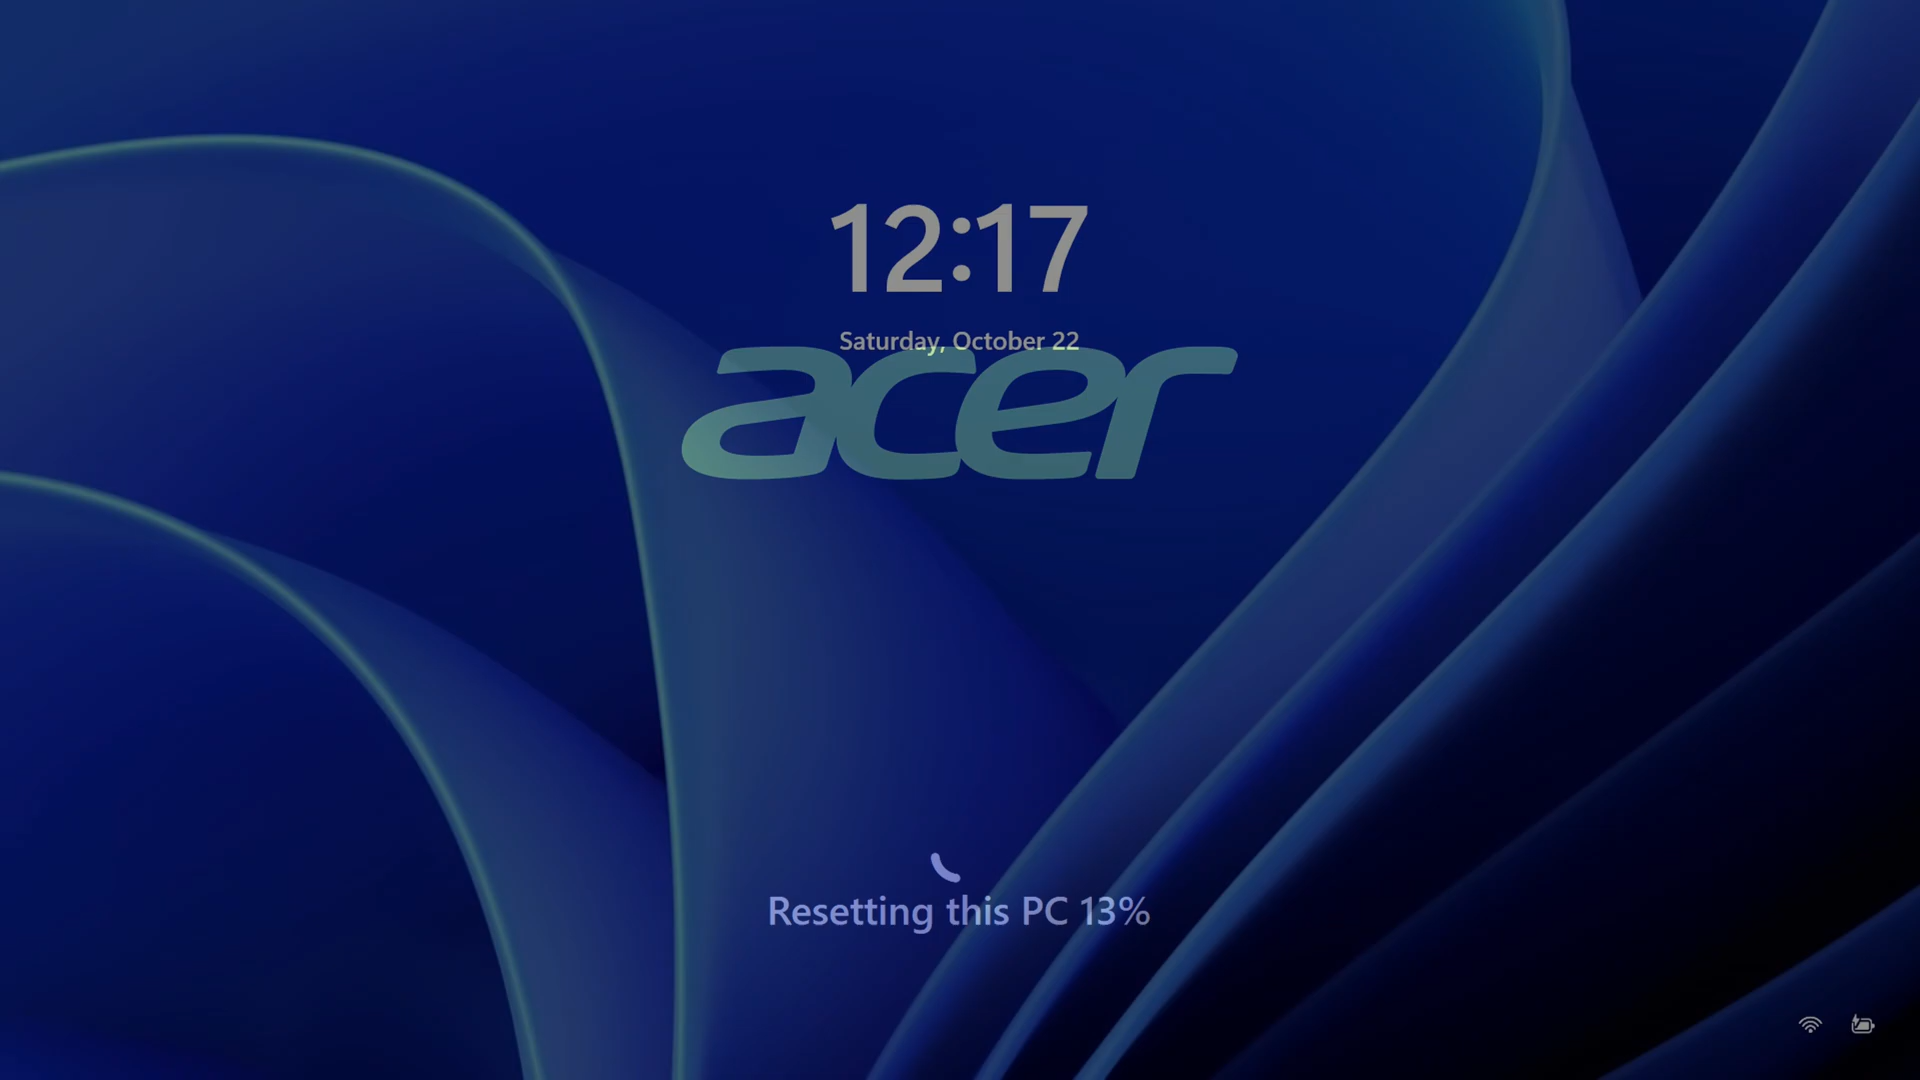 12:17
Saturday, October 22
acer
Resetting this PC 13%